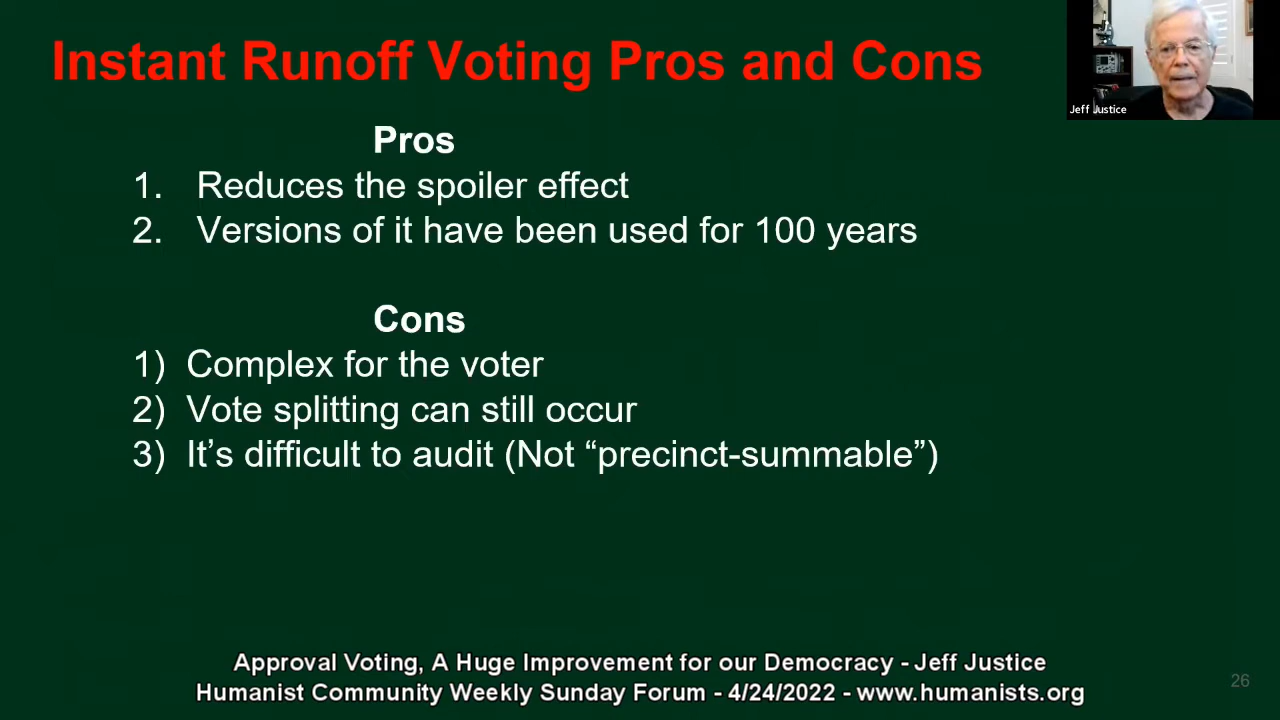 Instant Runoff Voting Pros and Cons
Jeff Justice
Pros
1. Reduces the spoiler effect
2. Versions of it have been used for 100 years
Cons
1) Complex for the voter
2) Vote splitting can still occur
3) It’s difficult to audit (Not “precinct-summable”)
Approval Voting, A Huge Improvement for our Democracy - Jeff Justice
Humanist Community Weekly Sunday Forum - 4/24/2022 - www.humanists.org
26